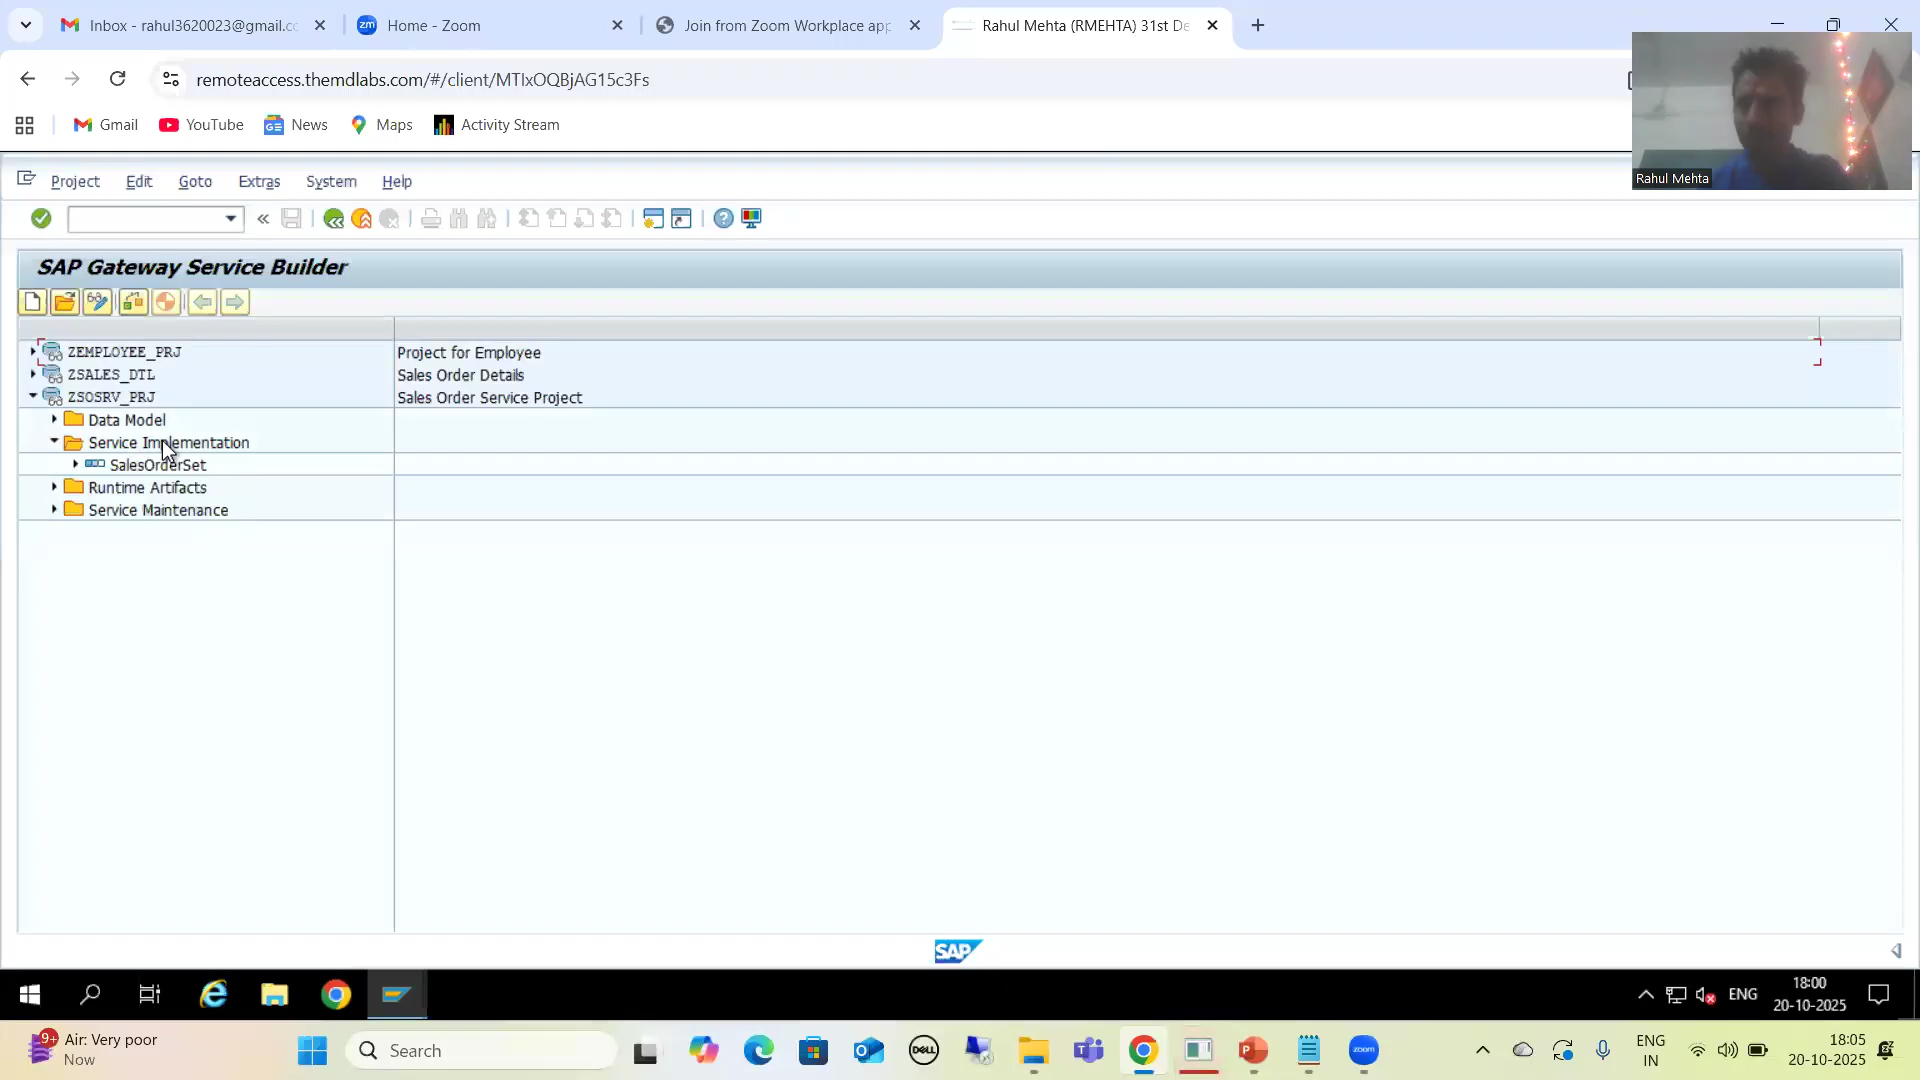 Inbox - rahul3620023@gmail.cc
Home - Zoom
Join from Zoom Workplace app
Rahul Mehta (RMEHTA) 31st De
remoteaccess.themdlabs.com/#/client/MTIxOQBjAG15c3Fs
Gmail
YouTube
News
Maps
Activity Stream
Rahul Mehta
Project
Edit
Goto
Extras
System
Help
SAP Gateway Service Builder
ZEMPLOYEE_PRJ
Project for Employee
ZSALES_DTL
Sales Order Details
ZSOSRV_PRJ
Sales Order Service Project
Data Model
Service Implementation
SalesOrderSet
Runtime Artifacts
Service Maintenance
SAP
ENG
18:00
20-10-2025
9+
Air: Very poor
Now
Search
DELL
zoom
ENG
IN
18:05
20-10-2025